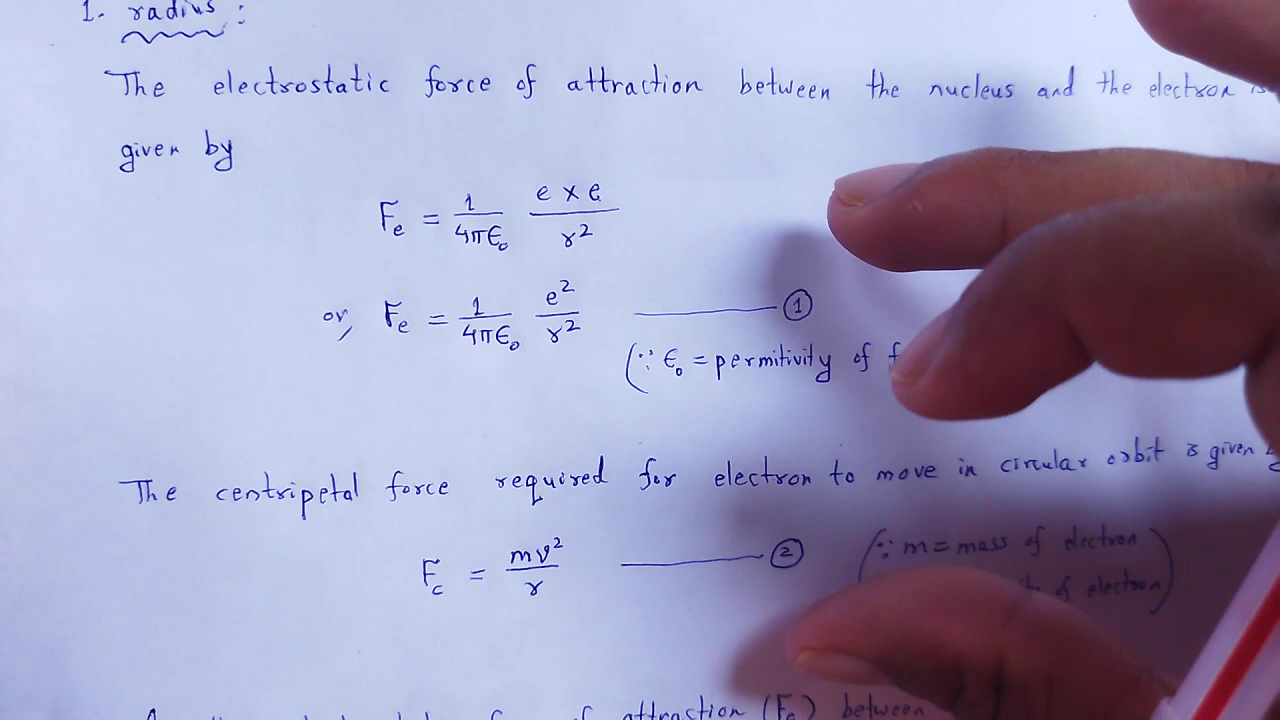 1. radius :
The electrostatic force of attraction between the nucleus and the electron is
given by
Fₑ = 1/4πϵ₀ e × e/r²
or, Fₑ = 1/4πϵ₀ e²/r² ——— ①
(∵ ϵ₀ = permitivity of
The centripetal force required for electron to move in circular orbit is given
F꜀ = mv²/r ——— ② (∵ m = mass of electron
of electron)
attraction (Fₑ) between